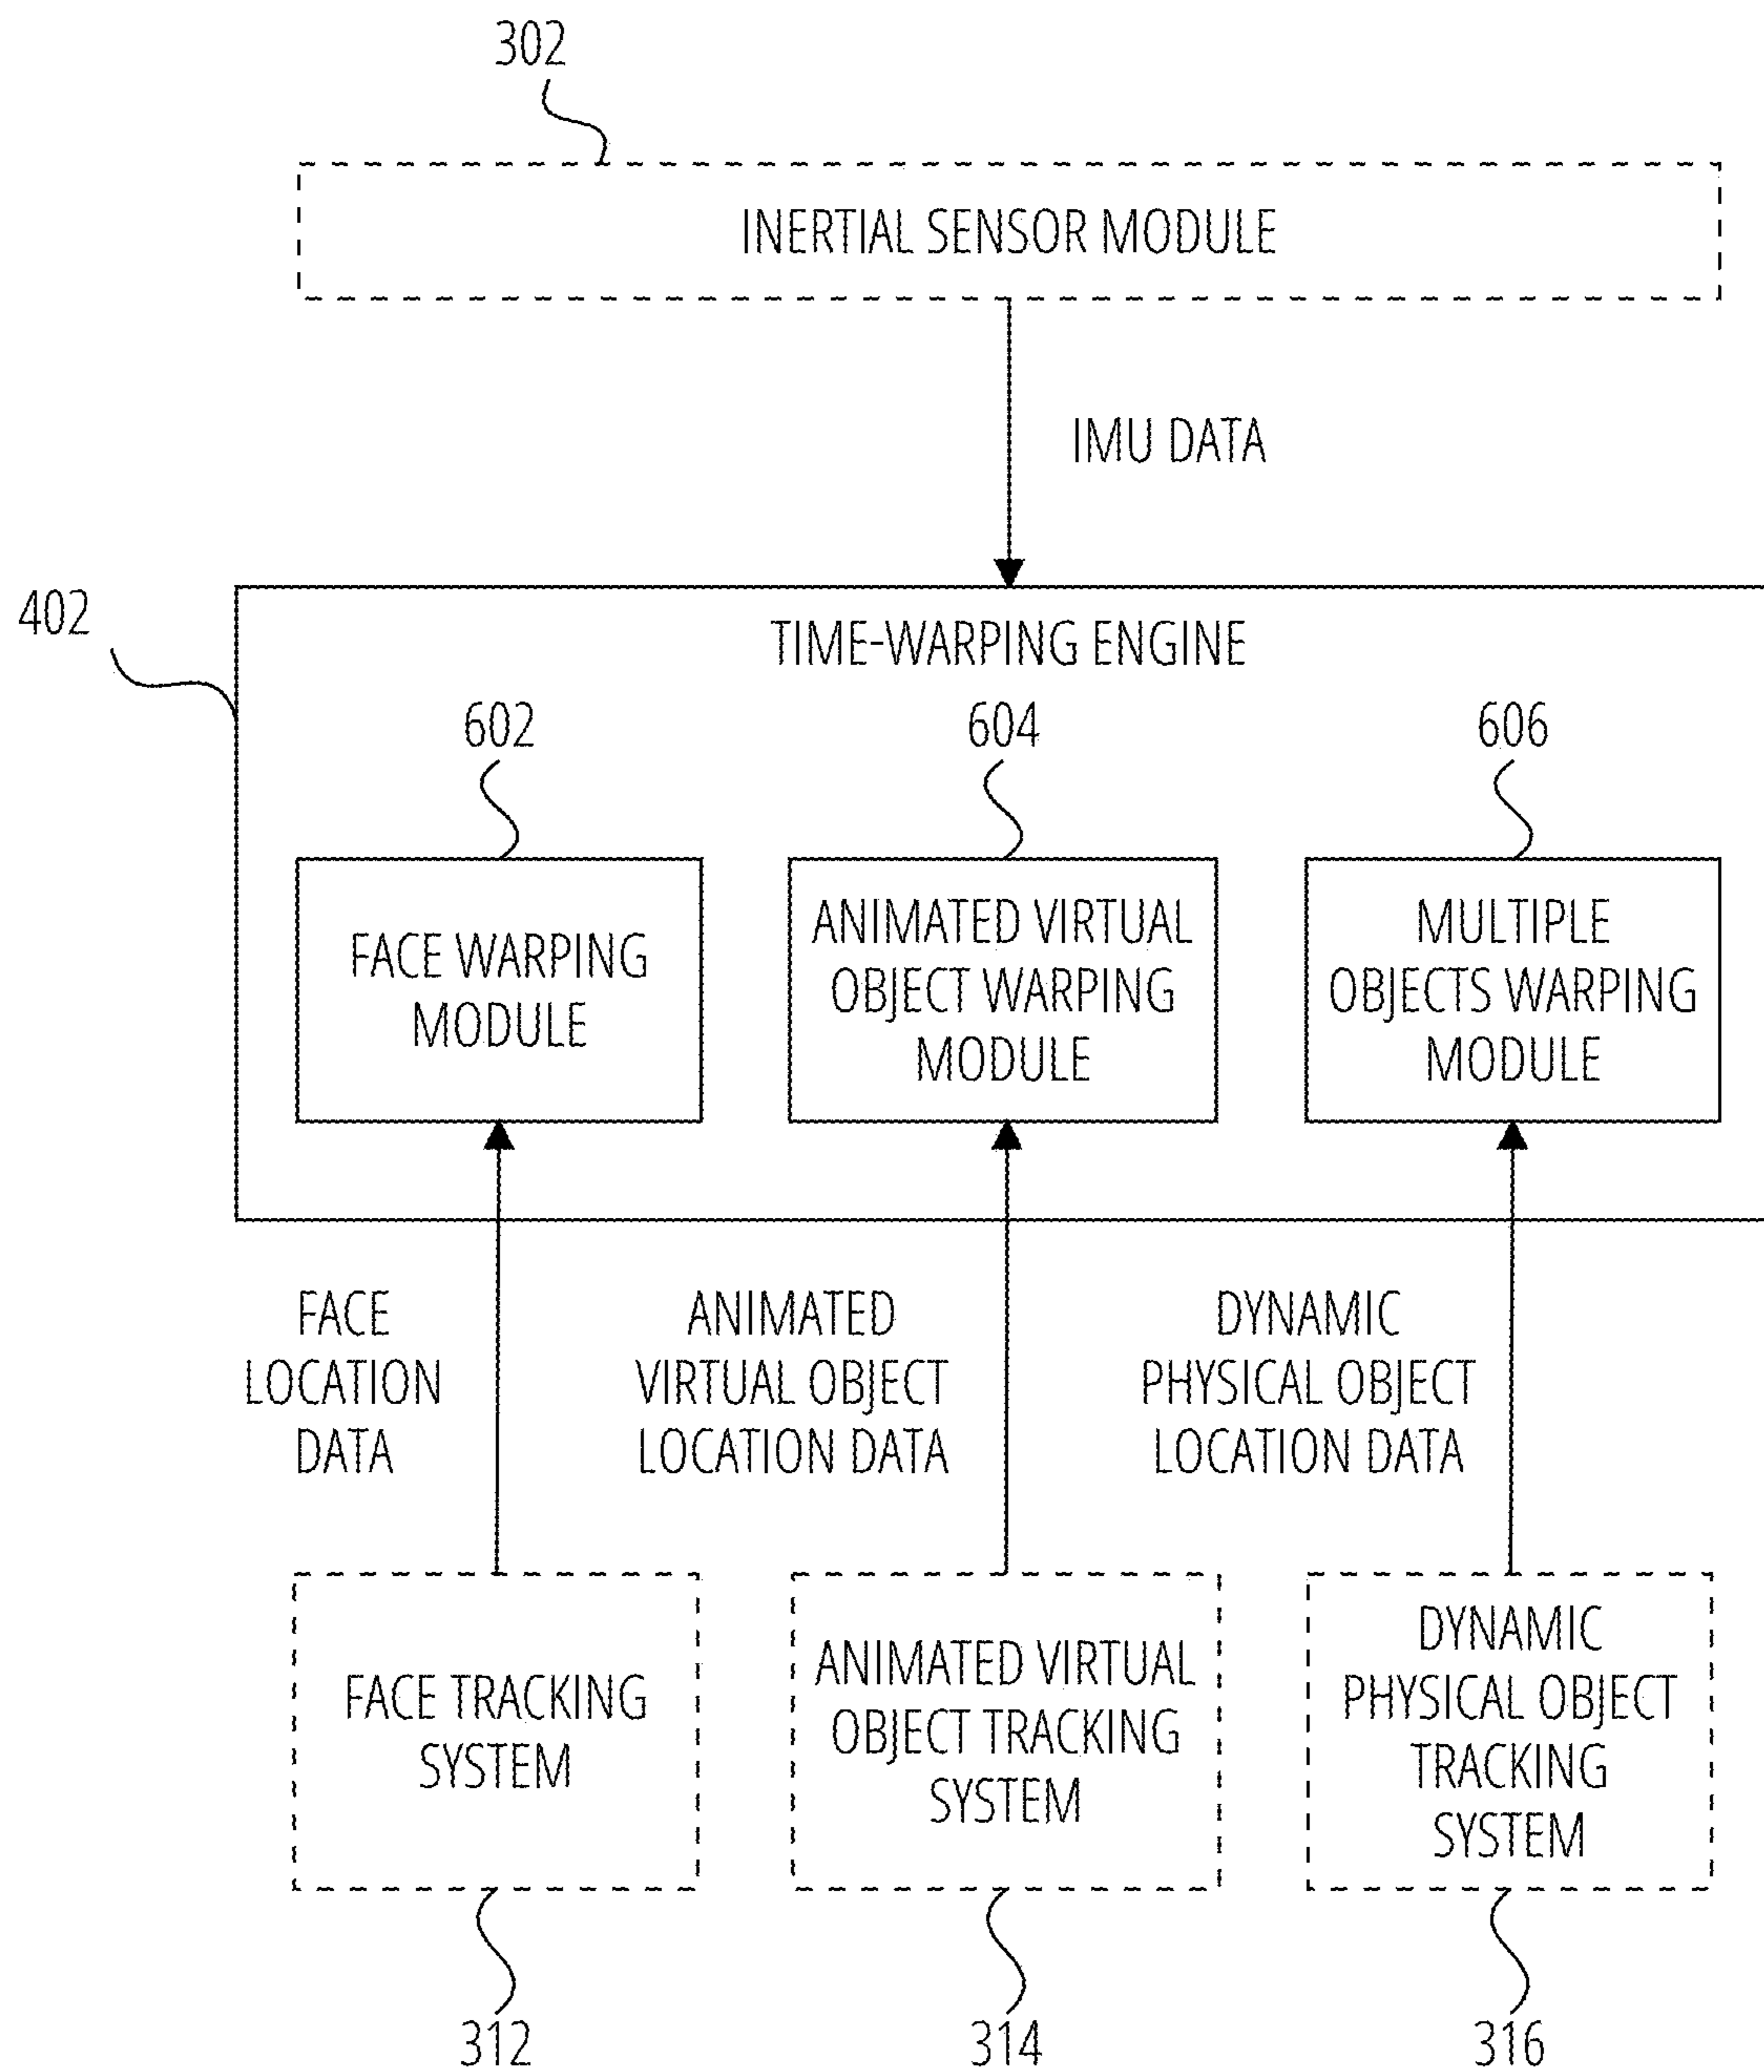 302
INERTIAL SENSOR MODULE
IMU DATA
402
TIME-WARPING ENGINE
602
604
606
FACE WARPING
MODULE
ANIMATED VIRTUAL
OBJECT WARPING
MODULE
MULTIPLE
OBJECTS WARPING
MODULE
FACE
LOCATION
DATA
ANIMATED
VIRTUAL OBJECT
LOCATION DATA
DYNAMIC
PHYSICAL OBJECT
LOCATION DATA
FACE TRACKING
SYSTEM
ANIMATED VIRTUAL
OBJECT TRACKING
SYSTEM
DYNAMIC
PHYSICAL OBJECT
TRACKING
SYSTEM
312
314
316